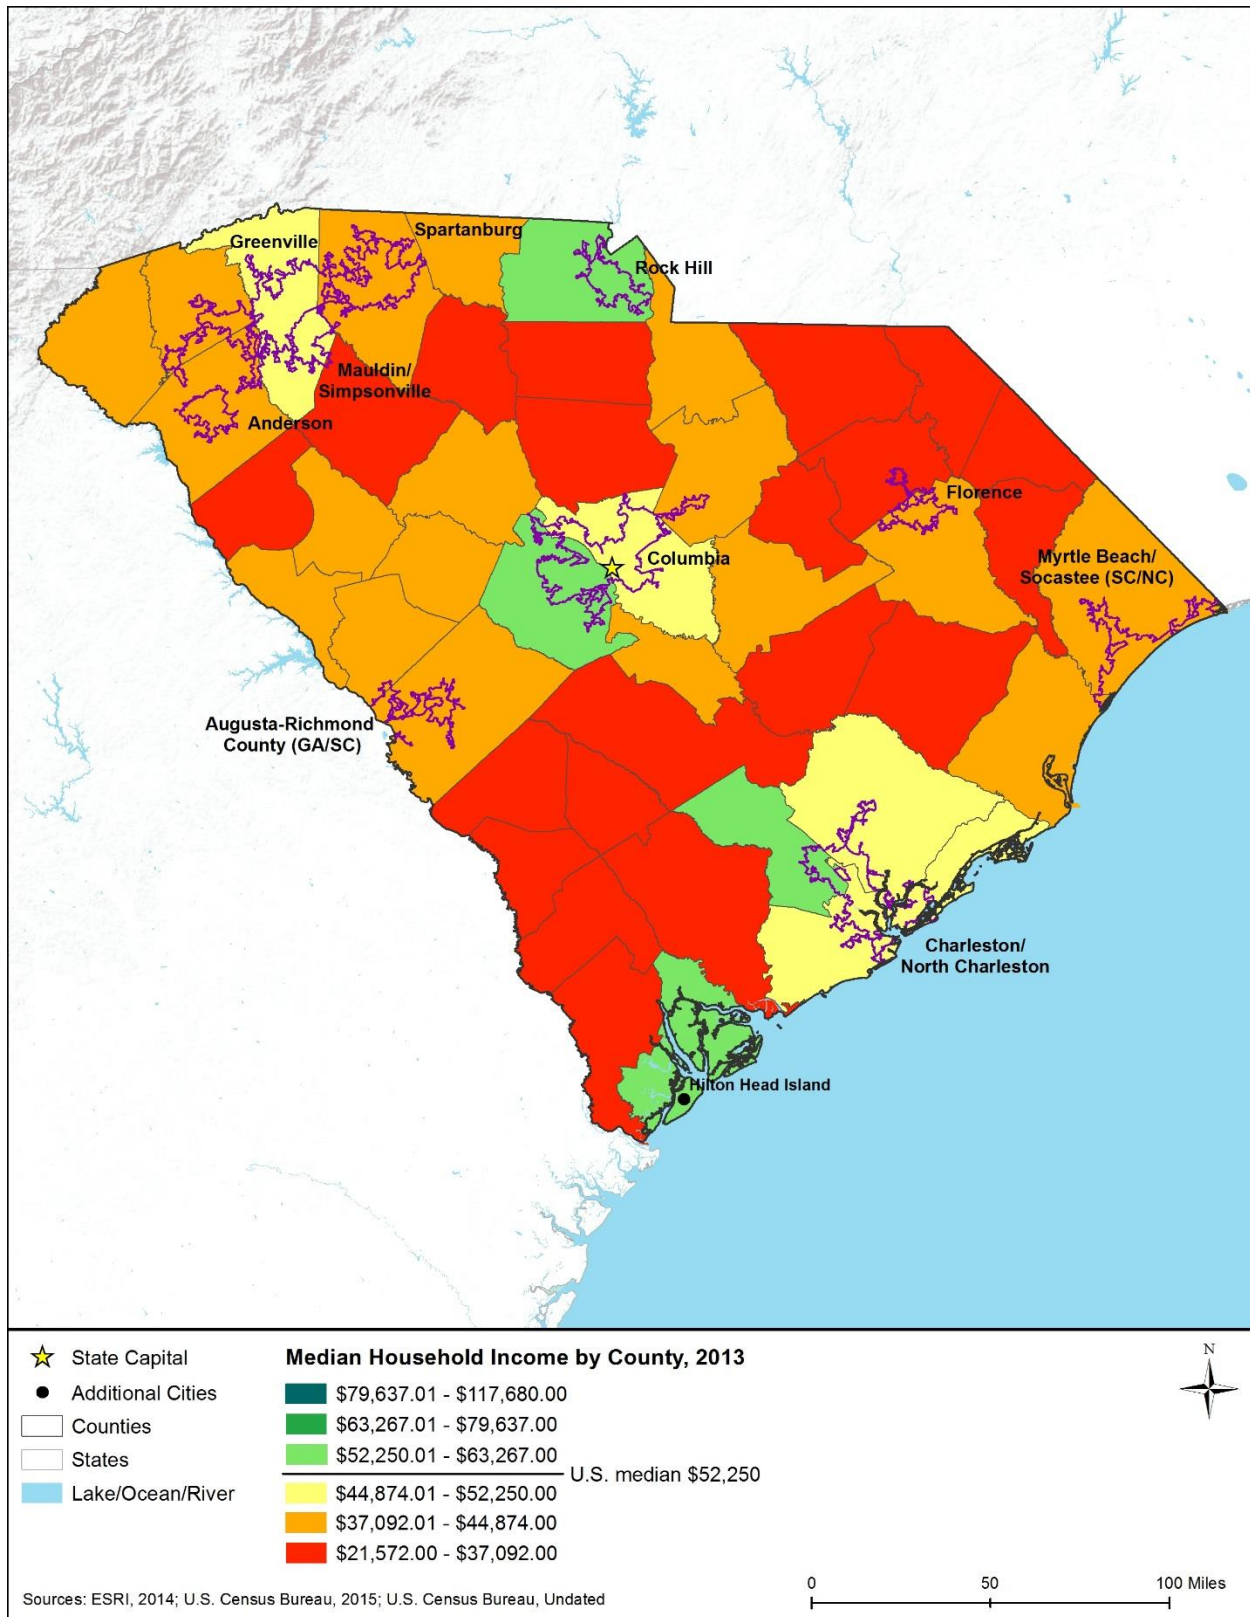 Greenville
Spartanburg
Rock Hill
Mauldin/
Simpsonville
Anderson
Florence
Columbia
Myrtle Beach/
Socastee (SC/NC)
Augusta-Richmond
County (GA/SC)
Charleston/
North Charleston
Hilton Head Island
State Capital
Additional Cities
Counties
States
Lake/Ocean/River
Median Household Income by County, 2013
$79,637.01 - $117,680.00
$63,267.01 - $79,637.00
$52,250.01 - $63,267.00
U.S. median $52,250
$44,874.01 - $52,250.00
$37,092.01 - $44,874.00
$21,572.00 - $37,092.00
N
0 50 100 Miles
Sources: ESRI, 2014; U.S. Census Bureau, 2015; U.S. Census Bureau, Undated